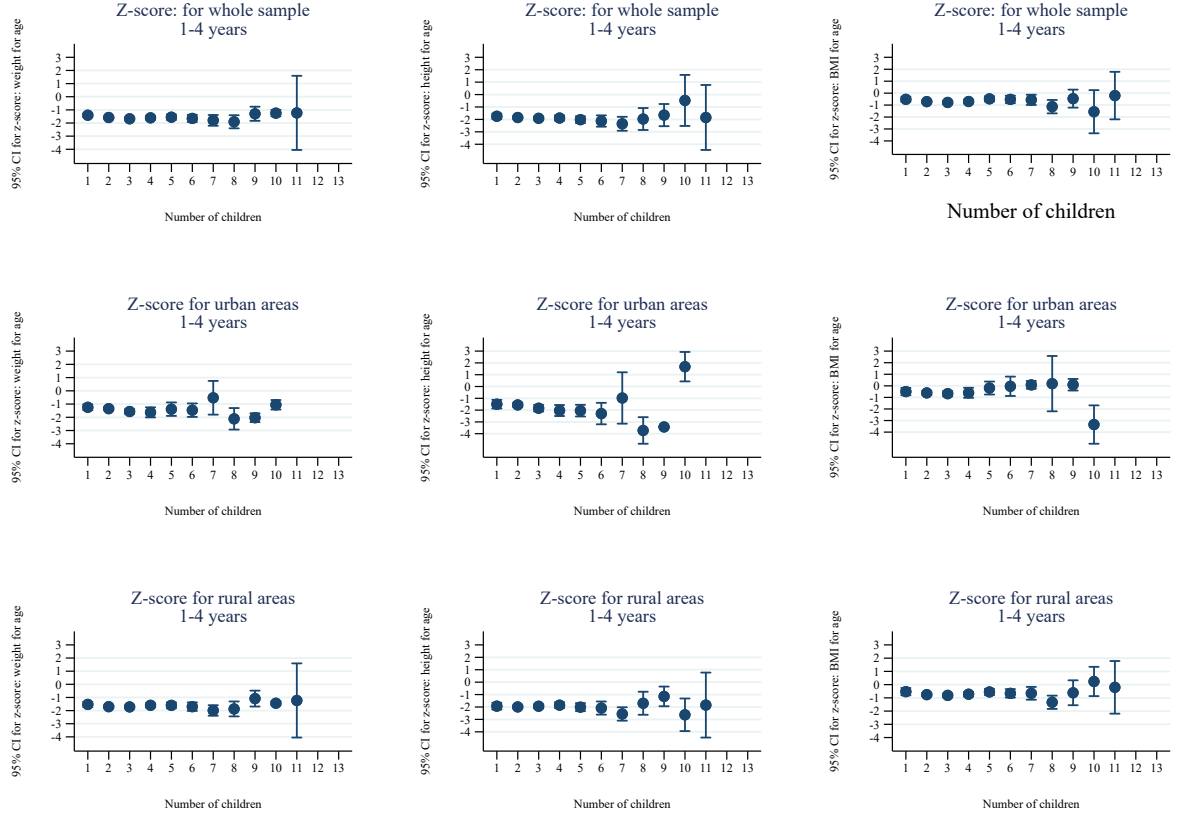 Z-score: for whole sample
1-4 years
95% CI for z-score: weight for age
3
2
1
0
-1
-2
-3
-4
1 2 3 4 5 6 7 8 9 10 11 12 13
Number of children
Z-score: for whole sample
1-4 years
95% CI for z-score: height for age
3
2
1
0
-1
-2
-3
-4
1 2 3 4 5 6 7 8 9 10 11 12 13
Number of children
Z-score: for whole sample
1-4 years
95% CI for z-score: BMI for age
3
2
1
0
-1
-2
-3
-4
1 2 3 4 5 6 7 8 9 10 11 12 13
Number of children
Z-score for urban areas
1-4 years
95% CI for z-score: weight for age
3
2
1
0
-1
-2
-3
-4
1 2 3 4 5 6 7 8 9 10 11 12 13
Number of children
Z-score for urban areas
1-4 years
95% CI for z-score: height for age
3
2
1
0
-1
-2
-3
-4
1 2 3 4 5 6 7 8 9 10 11 12 13
Number of children
Z-score for urban areas
1-4 years
95% CI for z-score: BMI for age
3
2
1
0
-1
-2
-3
-4
1 2 3 4 5 6 7 8 9 10 11 12 13
Number of children
Z-score for rural areas
1-4 years
95% CI for z-score: weight for age
3
2
1
0
-1
-2
-3
-4
1 2 3 4 5 6 7 8 9 10 11 12 13
Number of children
Z-score for rural areas
1-4 years
95% CI for z-score: height for age
3
2
1
0
-1
-2
-3
-4
1 2 3 4 5 6 7 8 9 10 11 12 13
Number of children
Z-score for rural areas
1-4 years
95% CI for z-score: BMI for age
3
2
1
0
-1
-2
-3
-4
1 2 3 4 5 6 7 8 9 10 11 12 13
Number of children